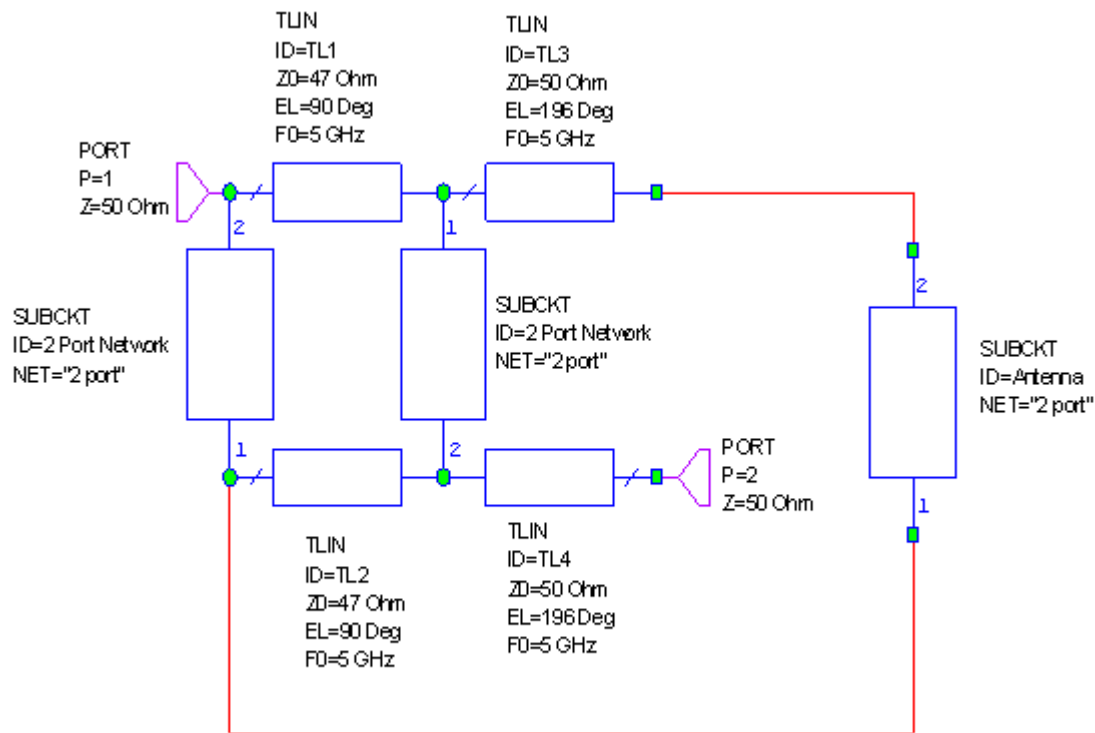 TLIN
ID=TL1
Z0=47 Ohm
EL=90 Deg
F0=5 GHz
TLIN
ID=TL3
Z0=50 Ohm
EL=196 Deg
F0=5 GHz
PORT
P=1
Z=50 Ohm
2
1
SUBCKT
ID=2 Port Network
NET="2 port"
SUBCKT
ID=2 Port Network
NET="2 port"
2
SUBCKT
ID=Antenna
NET="2 port"
1
2
PORT
P=2
Z=50 Ohm
1
TLIN
ID=TL2
Z0=47 Ohm
EL=90 Deg
F0=5 GHz
TLIN
ID=TL4
Z0=50 Ohm
EL=196 Deg
F0=5 GHz